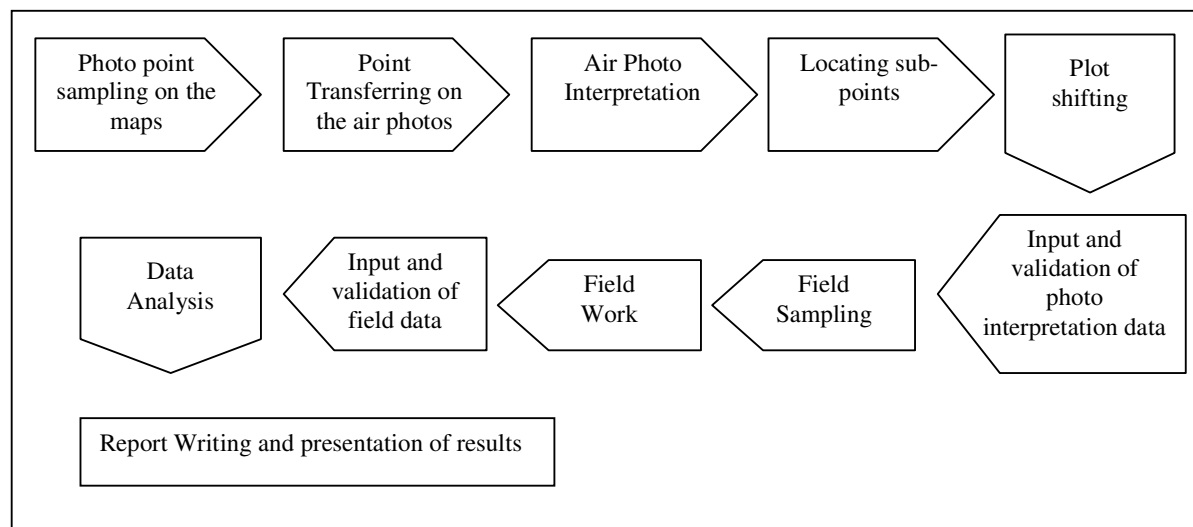 Photo point
sampling on the
maps
Point
Transferring on
the air photos
Air Photo
Interpretation
Locating sub-
points
Plot
shifting
Input and
validation of
photo
interpretation data
Field
Sampling
Field
Work
Input and
validation of
field data
Data
Analysis
Report Writing and presentation of results